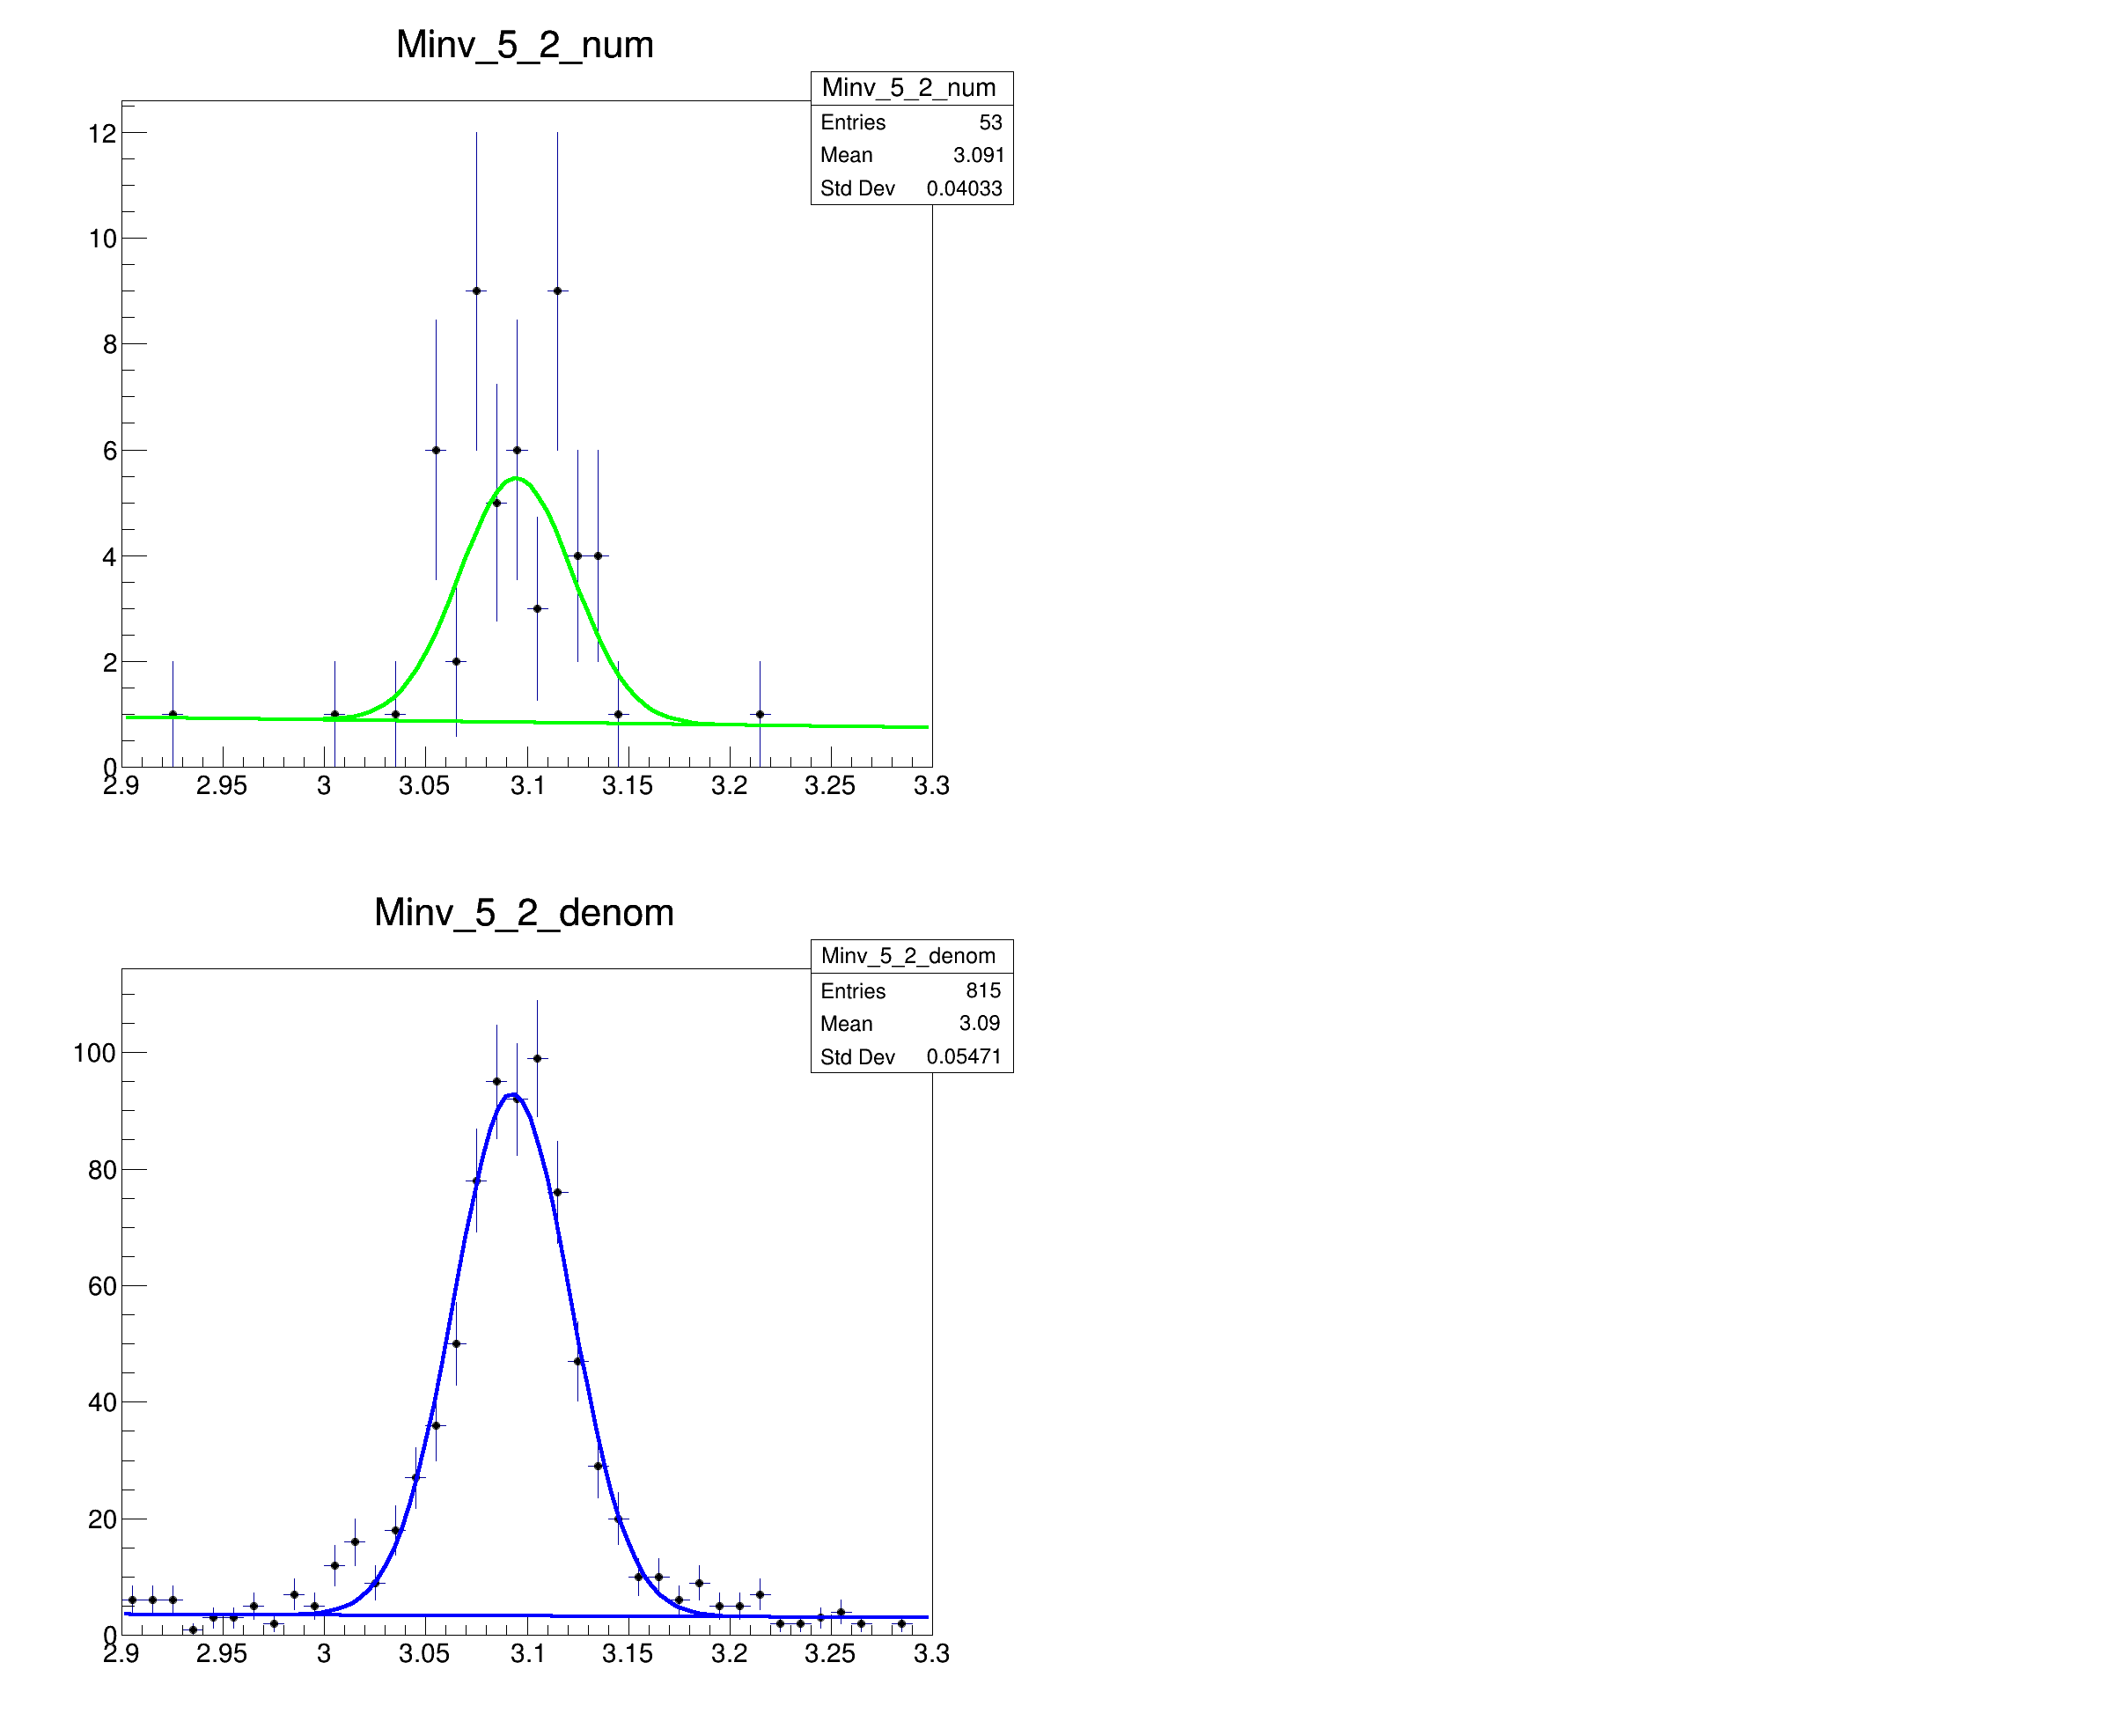 Minv_5_2_num
Minv_5_2_num
Entries 53
Mean 3.091
Std Dev 0.04033
12
10
8
6
4
2
0
2.9 2.95 3 3.05 3.1 3.15 3.2 3.25 3.3
Minv_5_2_denom
Minv_5_2_denom
Entries 815
Mean 3.09
Std Dev 0.05471
100
80
60
40
20
0
2.9 2.95 3 3.05 3.1 3.15 3.2 3.25 3.3